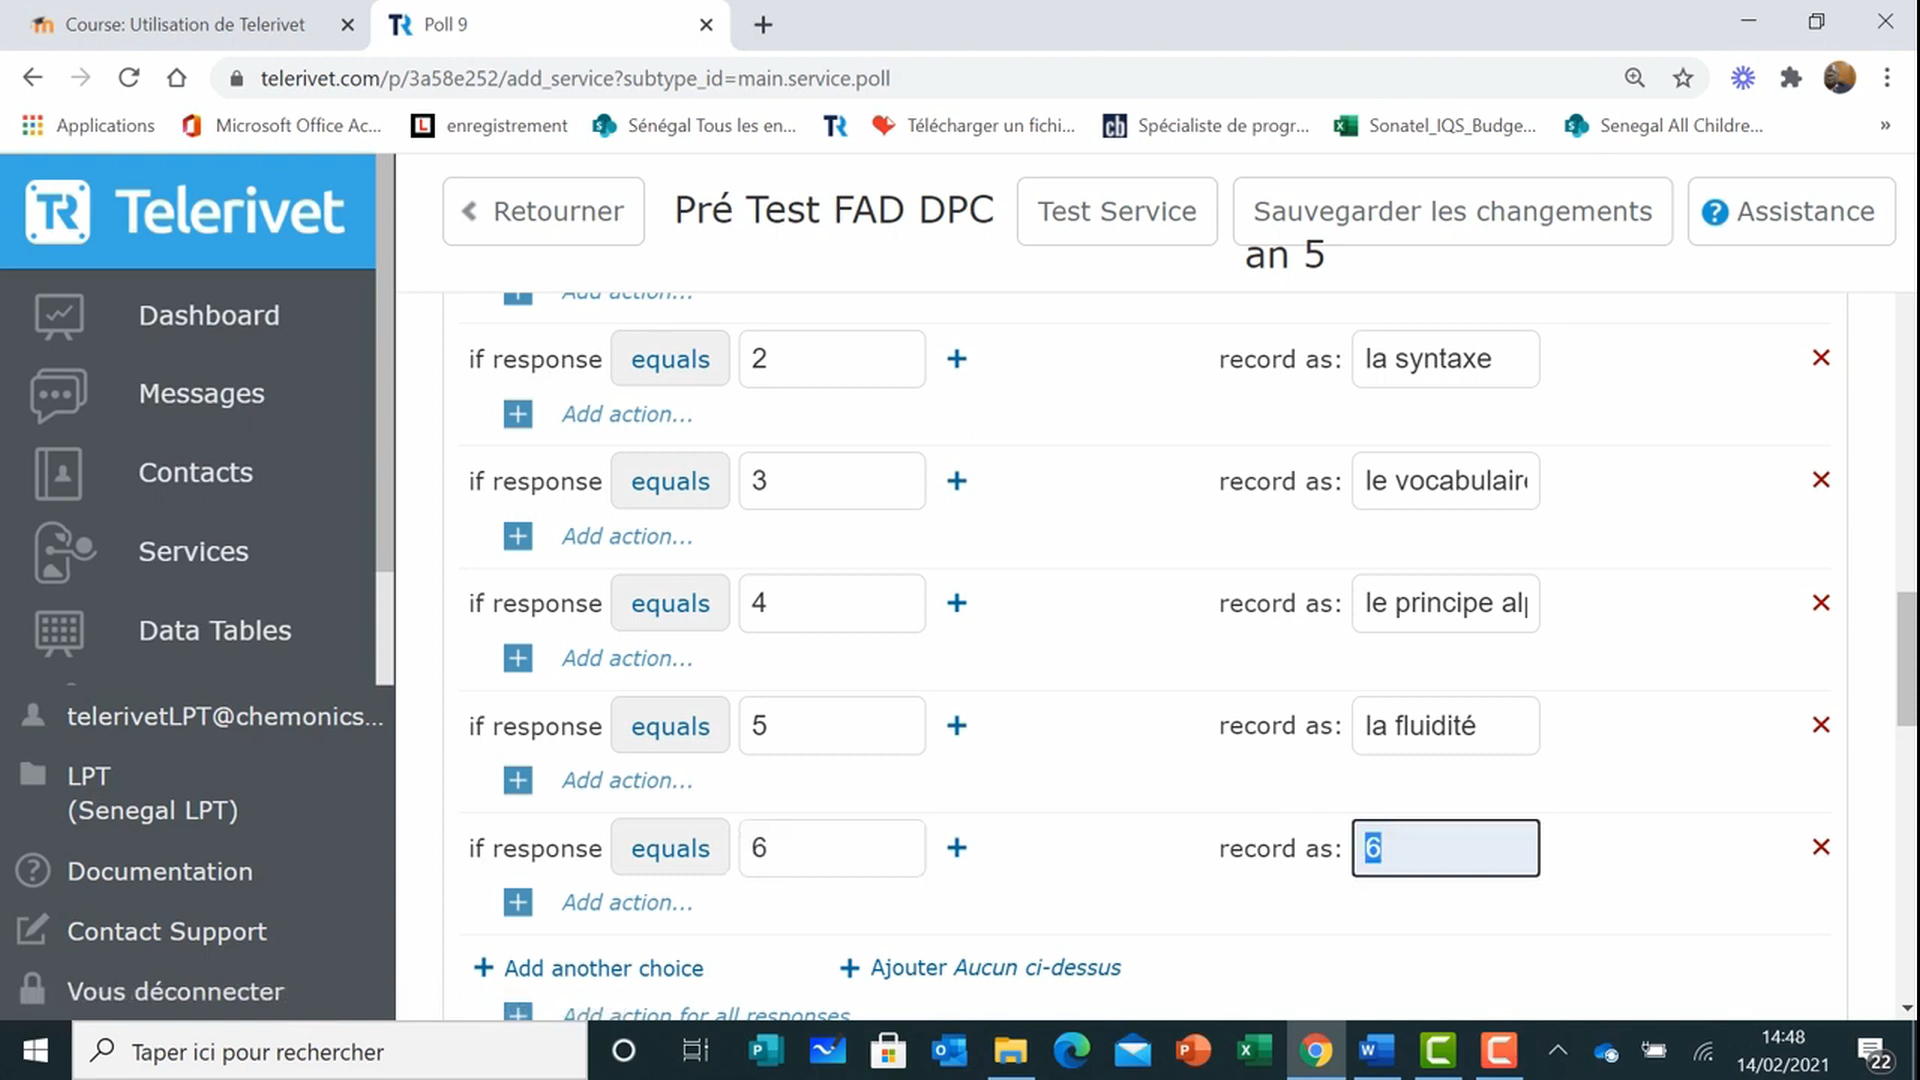 Course: Utilisation de Telerivet
Poll 9
telerivet.com/p/3a58e252/add_service?subtype_id=main.service.poll
Applications
Microsoft Office Ac...
enregistrement
Sénégal Tous les en...
Télécharger un fichi...
Spécialiste de progr...
Sonatel_IQS_Budge...
Senegal All Childre...
»
Telerivet
Retourner
Pré Test FAD DPC
Test Service
Sauvegarder les changements
Assistance
an 5
Dashboard
Messages
Contacts
Services
Data Tables
telerivetLPT@chemonics...
LPT
(Senegal LPT)
Documentation
Contact Support
Vous déconnecter
Add action...
if response equals 2 + record as: la syntaxe
Add action...
if response equals 3 + record as: le vocabulaire
Add action...
if response equals 4 + record as: le principe al
Add action...
if response equals 5 + record as: la fluidité
Add action...
if response equals 6 + record as: 6
Add action...
+ Add another choice
+ Ajouter Aucun ci-dessus
Add action for all responses
Taper ici pour rechercher
14:48
14/02/2021
22